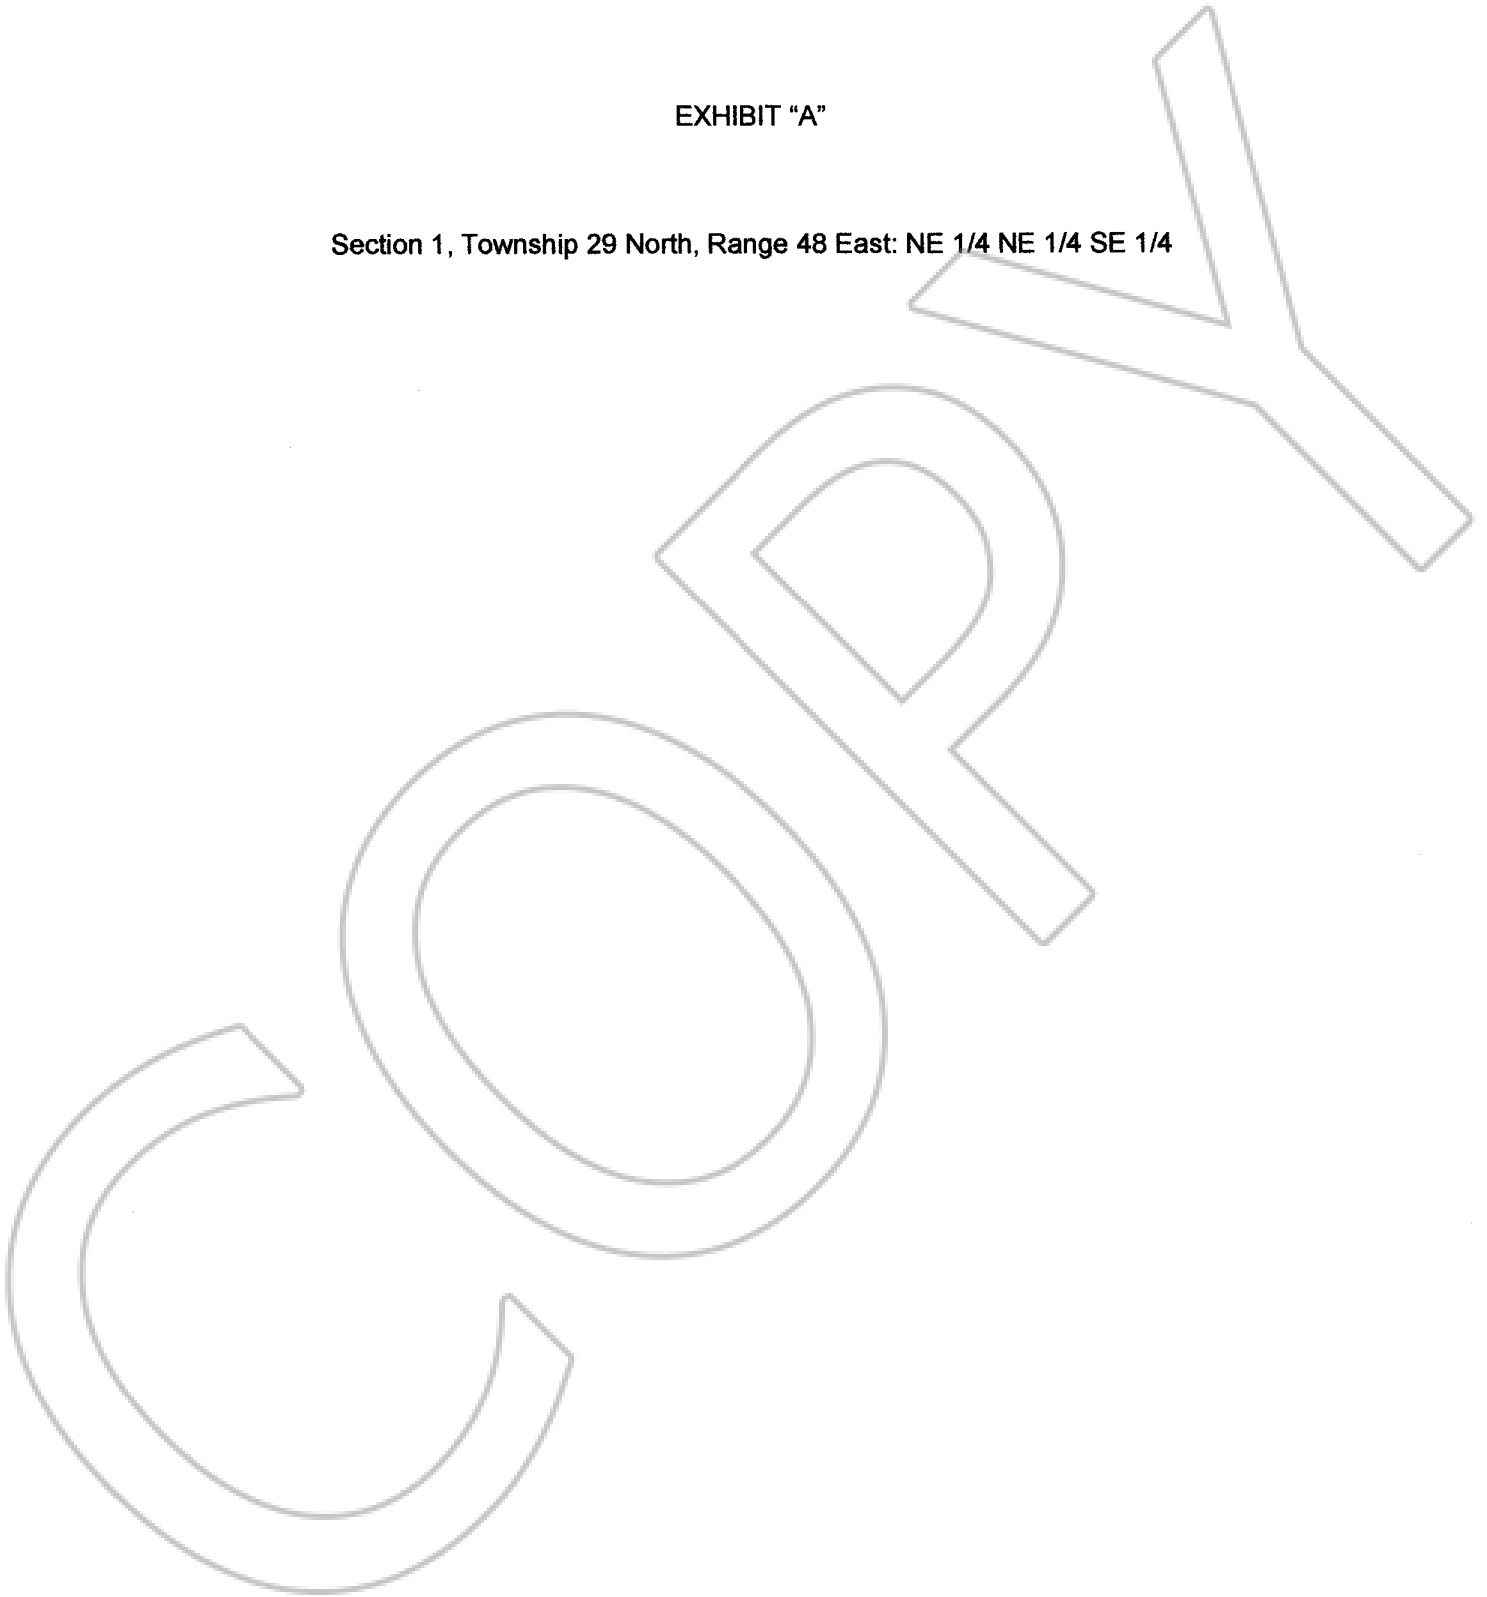 EXHIBIT “A”
Section 1, Township 29 North, Range 48 East: NE 1/4 NE 1/4 SE 1/4
COPY